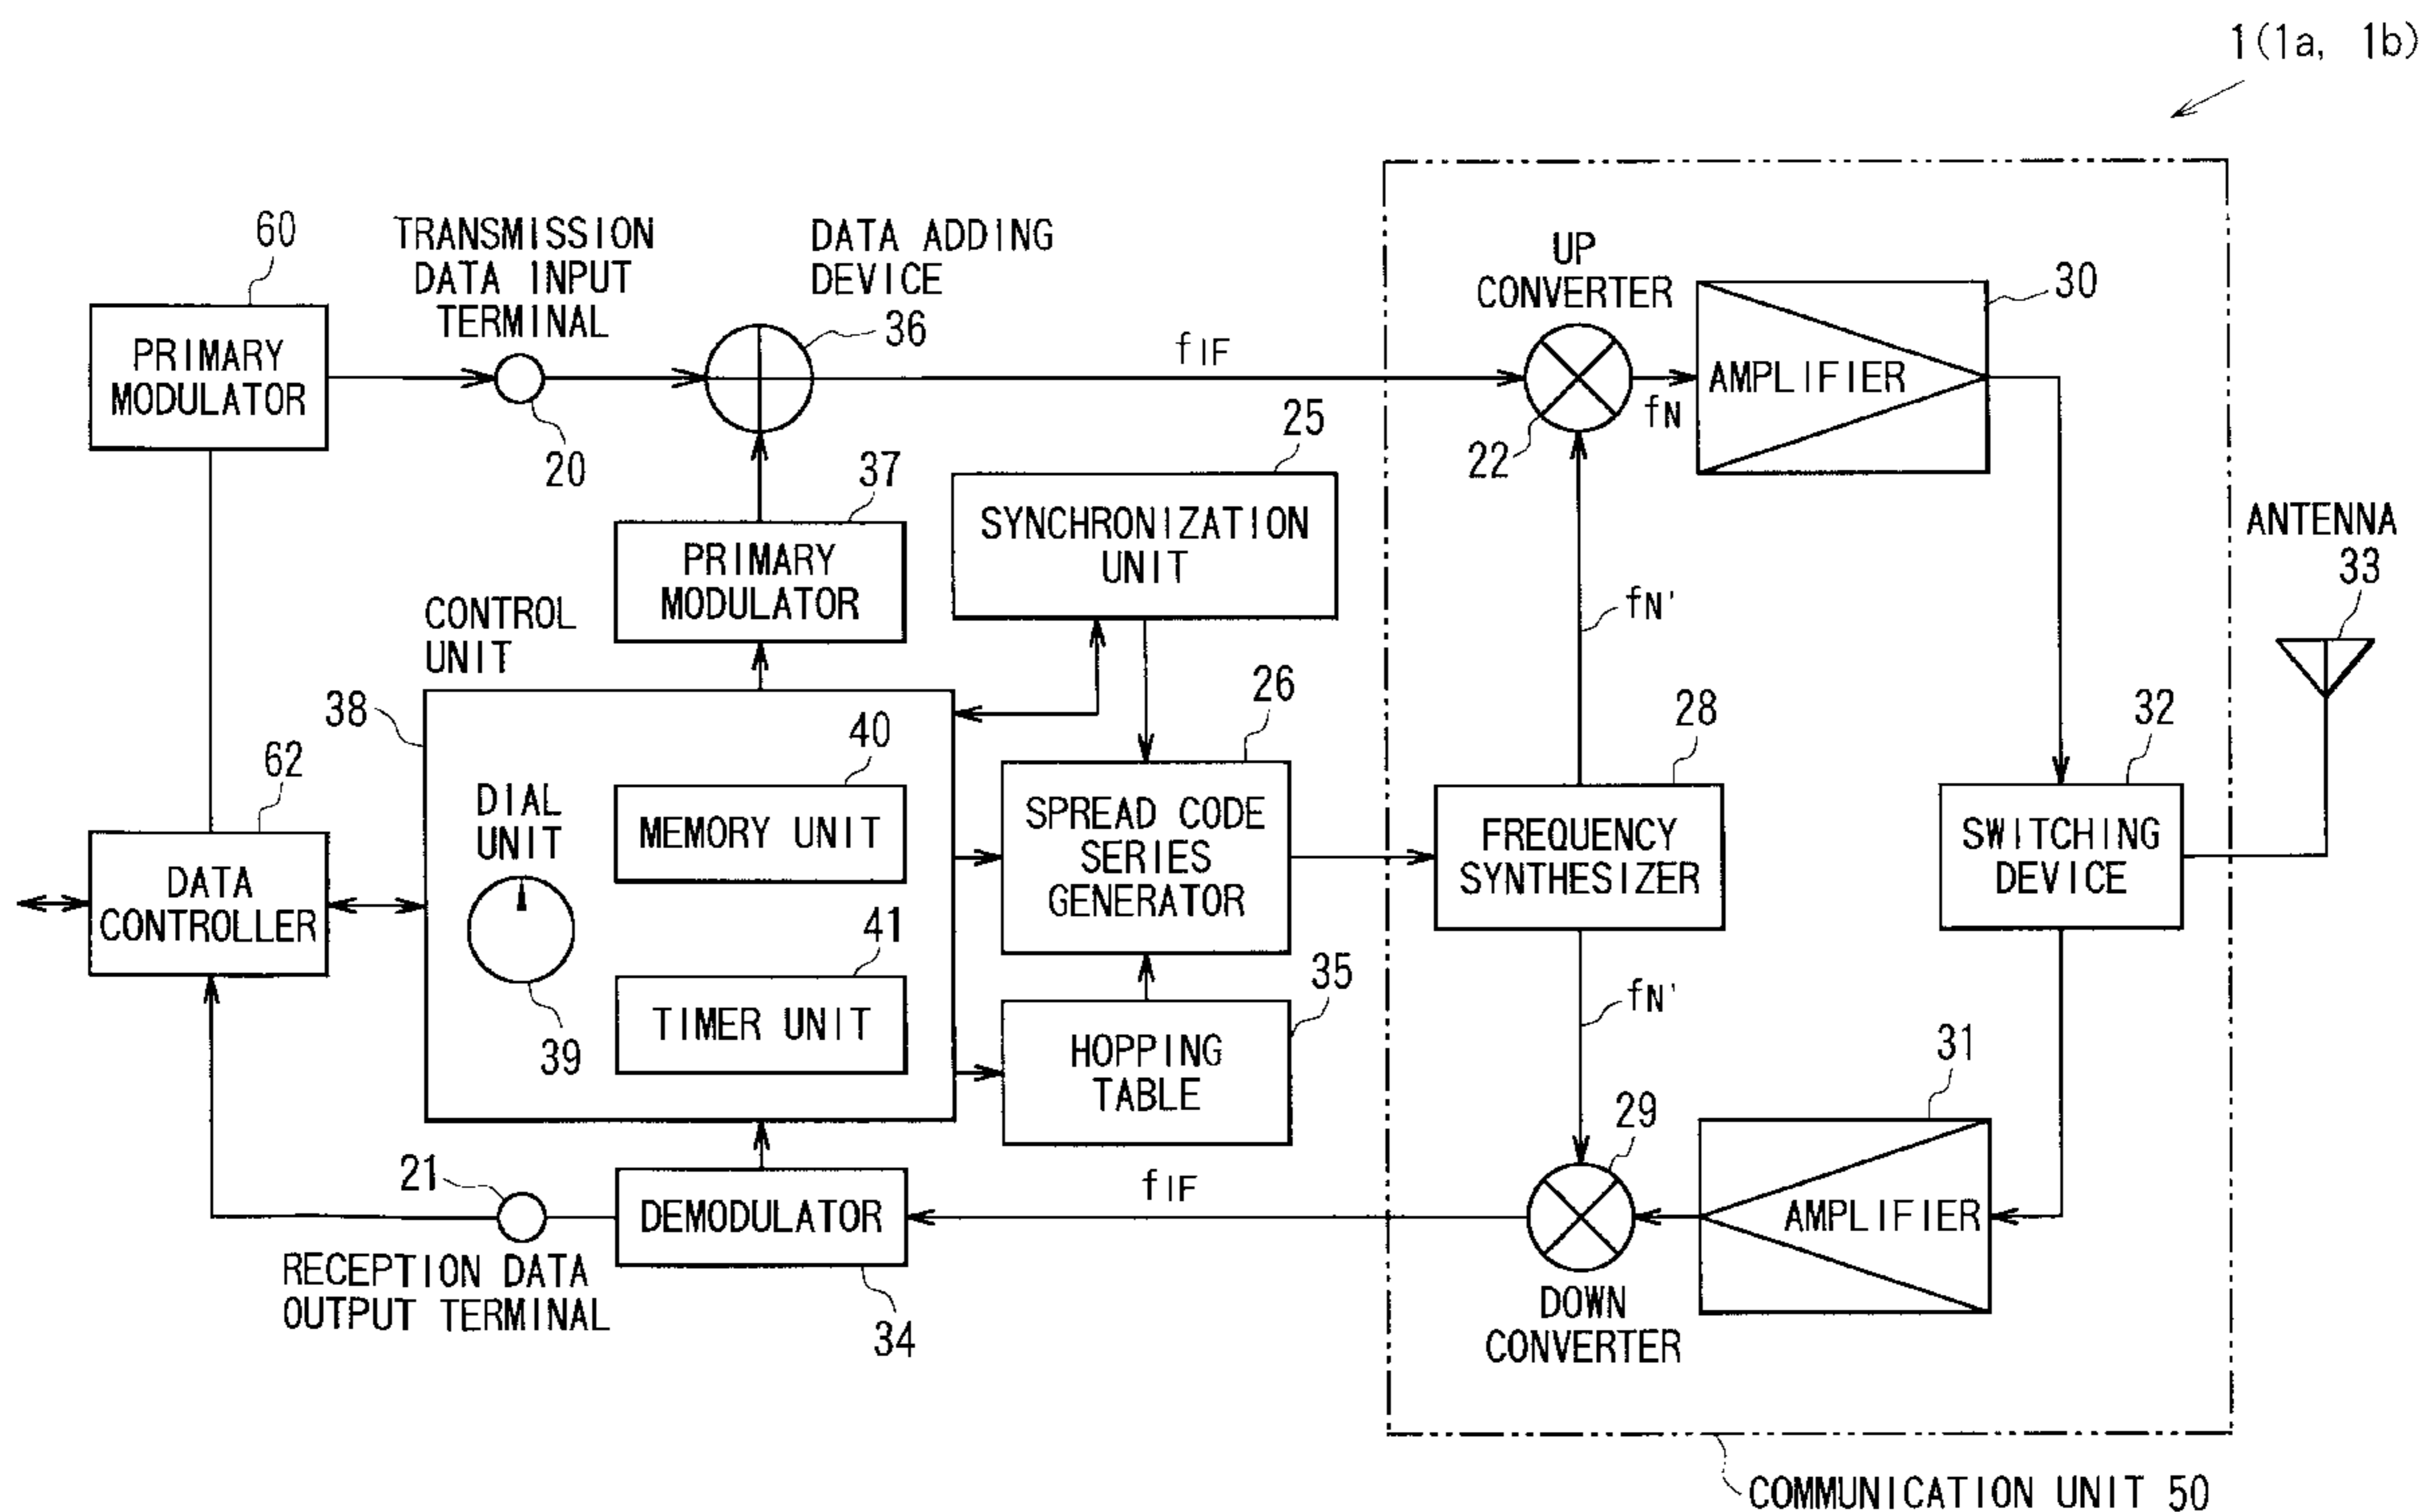 1(1a, 1b)
60
TRANSMISSION
DATA INPUT
TERMINAL
DATA ADDING
DEVICE
36
PRIMARY
MODULATOR
20
fIF
UP
CONVERTER
22
fN
AMPLIFIER
30
37
PRIMARY
MODULATOR
25
SYNCHRONIZATION
UNIT
fN'
ANTENNA
33
CONTROL
UNIT
38
40
MEMORY UNIT
DIAL
UNIT
39
41
TIMER UNIT
26
SPREAD CODE
SERIES
GENERATOR
28
FREQUENCY
SYNTHESIZER
32
SWITCHING
DEVICE
62
DATA
CONTROLLER
35
HOPPING
TABLE
fN'
31
AMPLIFIER
29
DOWN
CONVERTER
fIF
21
RECEPTION DATA
OUTPUT TERMINAL
DEMODULATOR
34
COMMUNICATION UNIT 50